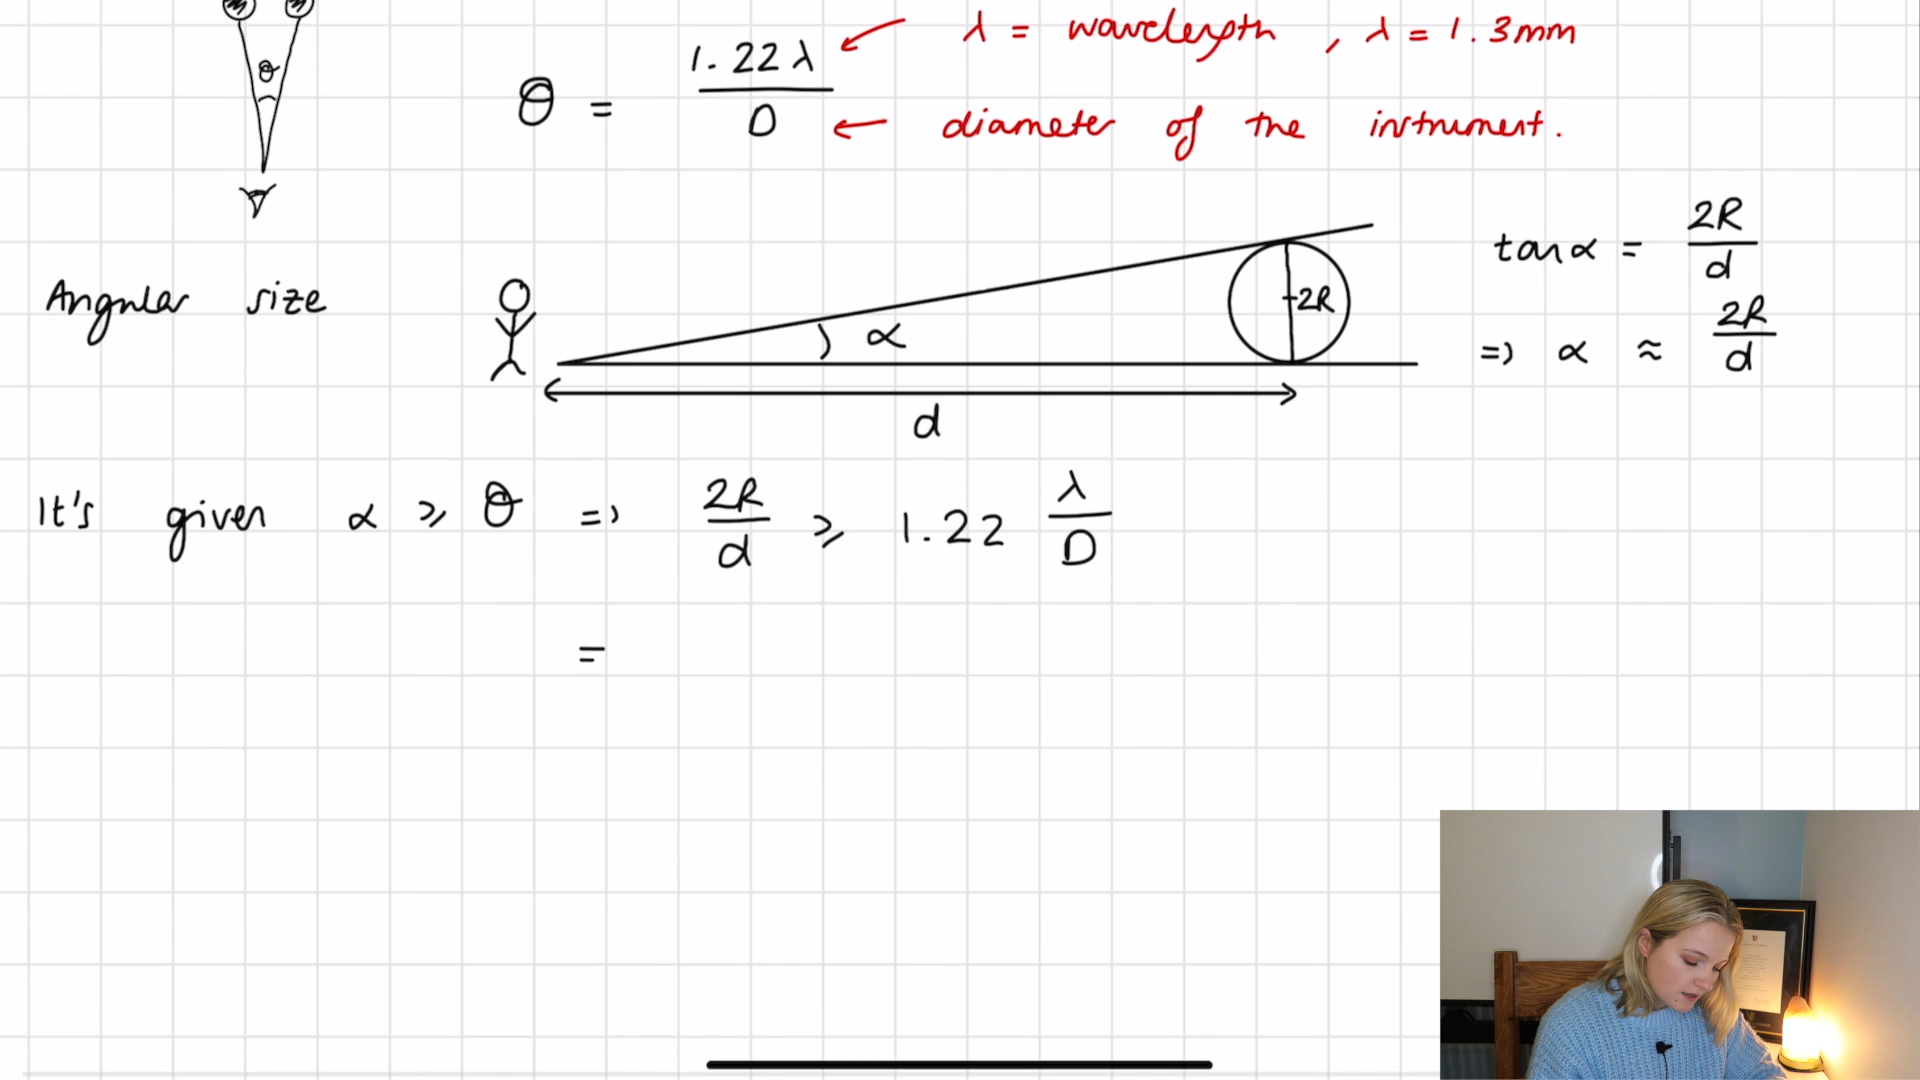 θ
θ = 1.22λ / D
λ = wavelength , λ = 1.3mm
diameter of the instrument.
Angular size
α
2R
d
tanα = 2R / d
=> α ≈ 2R / d
It's given α ⩾ θ => 2R / d ⩾ 1.22 λ / D
=